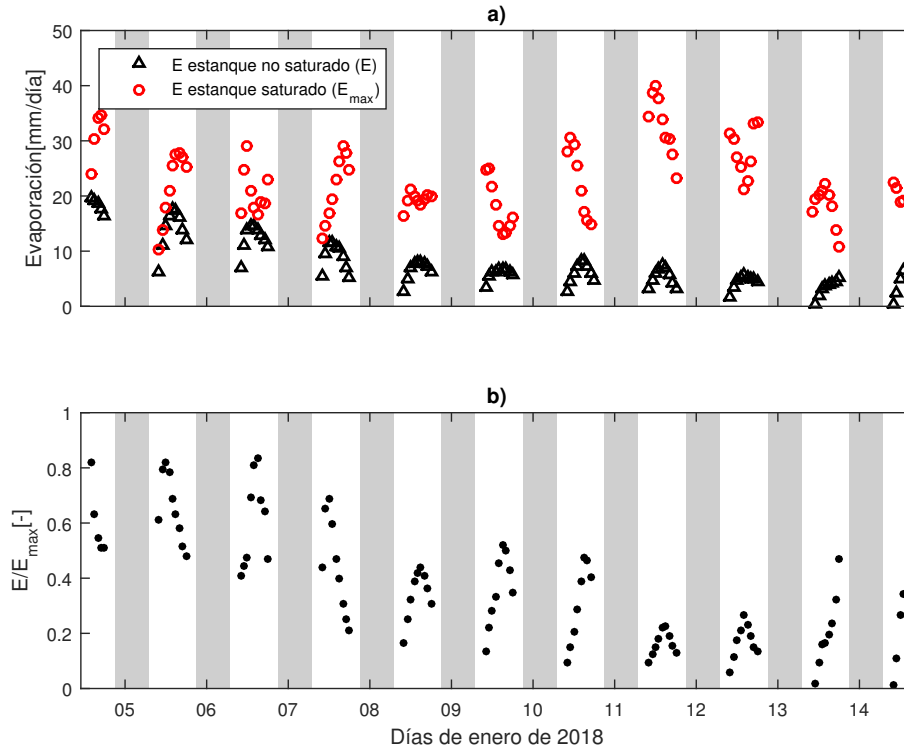 a)
50
40
30
20
10
0
Evaporación[mm/día]
E estanque no saturado (E)
E estanque saturado (E_max)
b)
1
0.8
0.6
0.4
0.2
0
E/E_max[-]
05 06 07 08 09 10 11 12 13 14
Días de enero de 2018